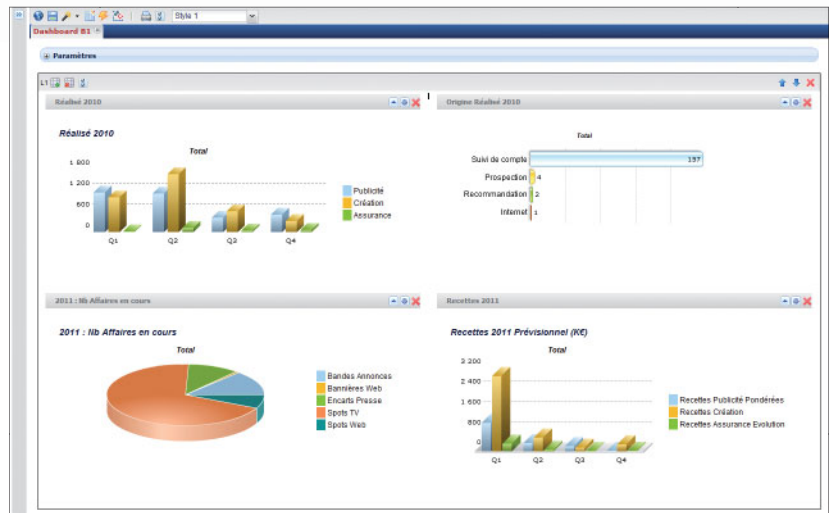 Style 1
Dashboard B1
Paramètres
L1
Réalisé 2010
Origine Réalisé 2010
Réalisé 2010
Total
1 800
1 200
600
0
Q1
Q2
Q3
Q4
Publicité
Création
Assurance
Total
Suivi de compte
197
Prospection
4
Recommandation
2
Internet
1
2011 : Nb Affaires en cours
Recettes 2011
2011 : Nb Affaires en cours
Total
Bandes Annonces
Bannières Web
Encarts Presse
Spots TV
Spots Web
Recettes 2011 Prévisionnel (K€)
Total
3 200
2 400
1 600
800
0
Q1
Q2
Q3
Q4
Recettes Publicité Pondérées
Recettes Création
Recettes Assurance Evolution